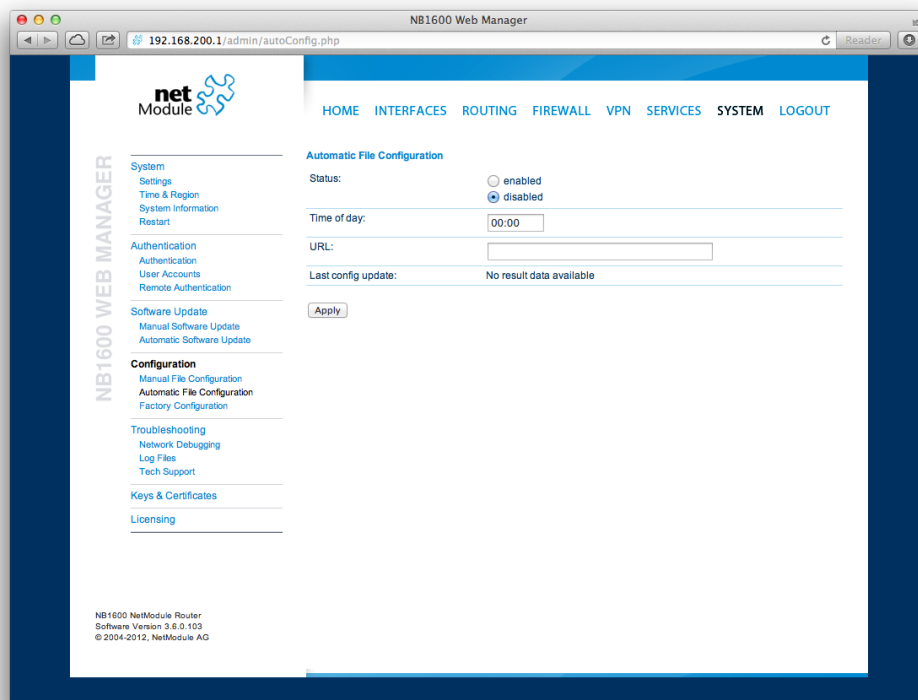 NB1600 Web Manager
192.168.200.1/admin/autoConfig.php
Reader
net
Module
HOME INTERFACES ROUTING FIREWALL VPN SERVICES SYSTEM LOGOUT
NB1600 WEB MANAGER
System
Settings
Time & Region
System Information
Restart
Authentication
Authentication
User Accounts
Remote Authentication
Software Update
Manual Software Update
Automatic Software Update
Configuration
Manual File Configuration
Automatic File Configuration
Factory Configuration
Troubleshooting
Network Debugging
Log Files
Tech Support
Keys & Certificates
Licensing
Automatic File Configuration
Status:
enabled
disabled
Time of day:
00:00
URL:
Last config update: No result data available
Apply
NB1600 NetModule Router
Software Version 3.6.0.103
© 2004-2012, NetModule AG